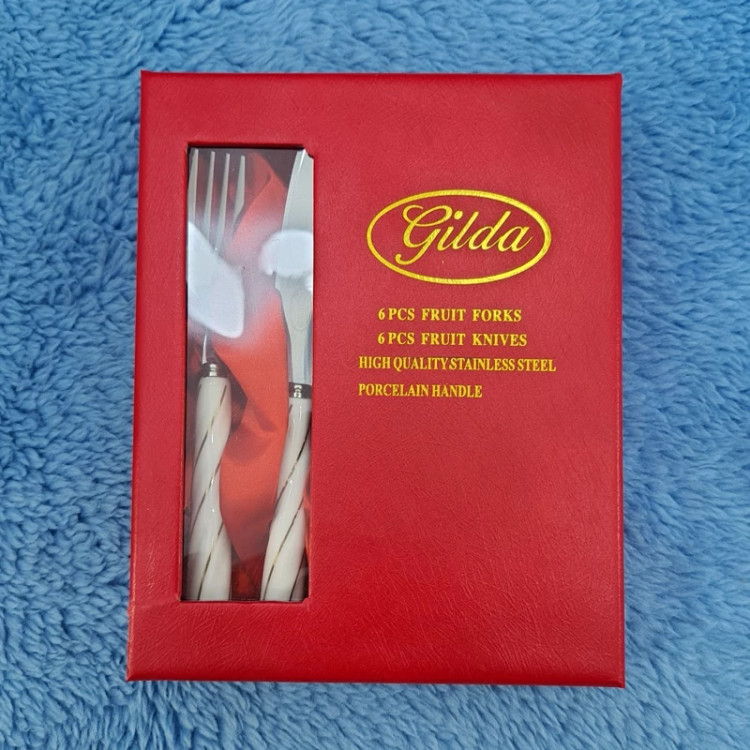 Gilda
6 PCS FRUIT FORKS
6 PCS FRUIT KNIVES
HIGH QUALITY STAINLESS STEEL
PORCELAIN HANDLE